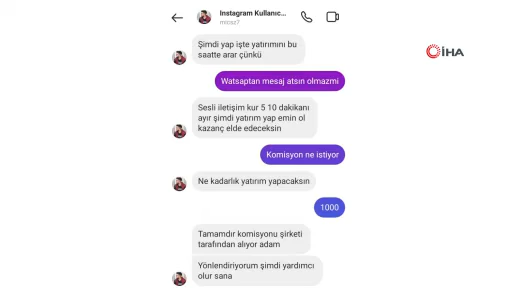 Instagram Kullanıc...
Şimdi yap işte yatırımını bu
saatte arar çünkü
Watsaptan mesaj atsın olmazmi
Sesli iletişim kur 5 10 dakikanı
ayır şimdi yatırım yap emin ol
kazanç elde edeceksin
Komisyon ne istiyor
Ne kadarlık yatırım yapacaksın
1000
Tamamdır komisyonu şirketi
tarafından alıyor adam
Yönlendiriyorum şimdi yardımcı
olur sana
İHA